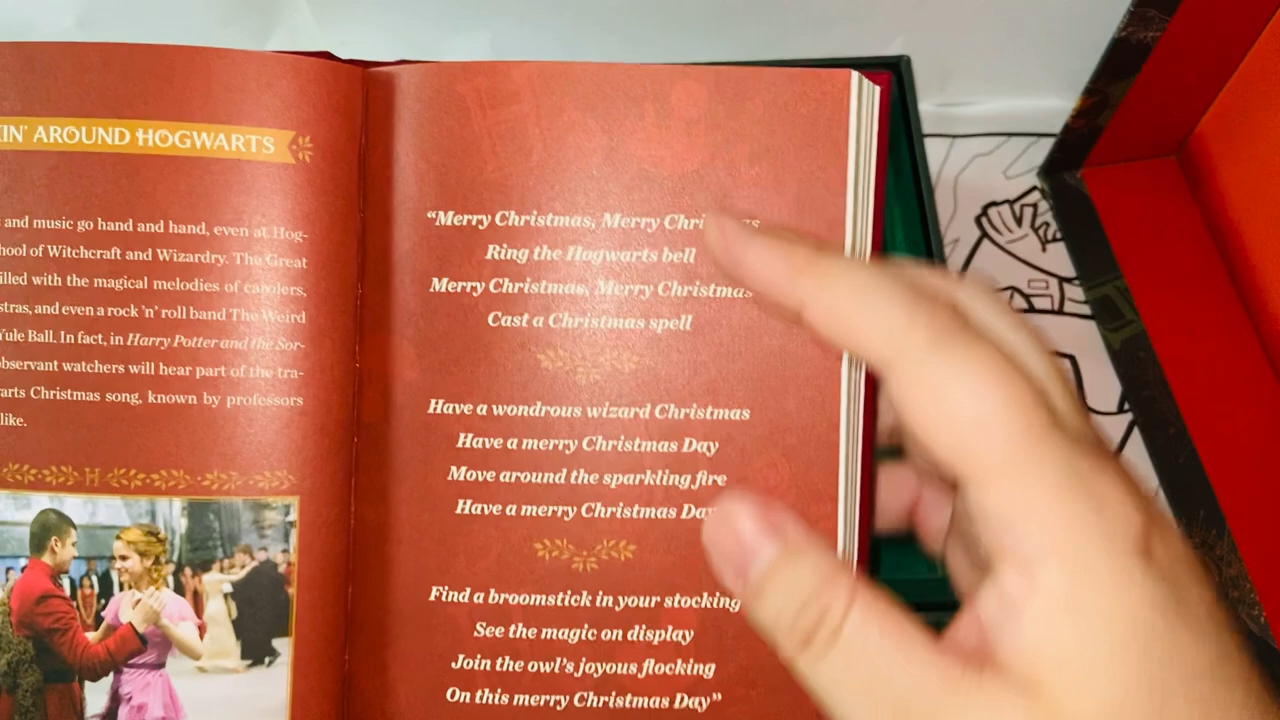 IN' AROUND HOGWARTS
and music go hand and hand, even at Hog-
hool of Witchcraft and Wizardry. The Great
illed with the magical melodies of carolers,
stras, and even a rock 'n' roll band The Weird
Yule Ball. In fact, in Harry Potter and the Sor-
observant watchers will hear part of the tra-
arts Christmas song, known by professors
like.
H
“Merry Christmas, Merry Chri
Ring the Hogwarts bell
Merry Christmas, Merry Christmas
Cast a Christmas spell
Have a wondrous wizard Christmas
Have a merry Christmas Day
Move around the sparkling fire
Have a merry Christmas Day
Find a broomstick in your stocking
See the magic on display
Join the owl’s joyous flocking
On this merry Christmas Day”